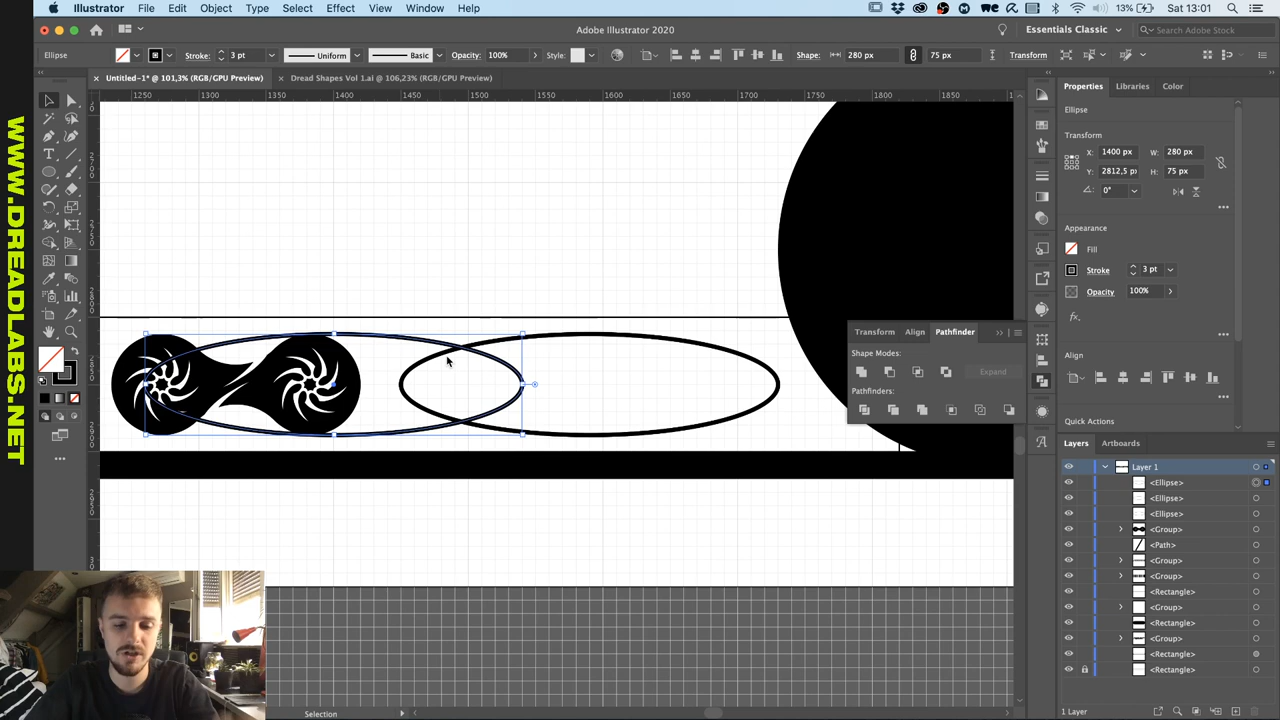 Illustrator File Edit Object Type Select Effect View Window Help 13% Sat 13:01
Adobe Illustrator 2020
Essentials Classic
Search Adobe Stock
Ellipse Stroke: 3 pt Uniform Basic Opacity: 100% Style: Shape: 280 px 75 px Transform
Untitled-1* @ 101,3% (RGB/GPU Preview)
Dread Shapes Vol 1.ai @ 106,23% (RGB/GPU Preview)
1250 1300 1350 1400 1450 1500 1550 1600 1650 1700 1750 1800 1850 1900
WWW.DREADLABS.NET
Properties Libraries Color
Ellipse
Transform
X: 1400 px W: 280 px
Y: 2812,5 px H: 75 px
0°
Appearance
Fill
Stroke 3 pt
Opacity 100%
fx.
Align
Quick Actions
Transform Align Pathfinder
Shape Modes:
Expand
Pathfinders:
Layers Artboards
Layer 1
<Ellipse>
<Ellipse>
<Ellipse>
<Group>
<Path>
<Group>
<Group>
<Rectangle>
<Group>
<Rectangle>
<Group>
<Rectangle>
<Rectangle>
1 Layer
Selection